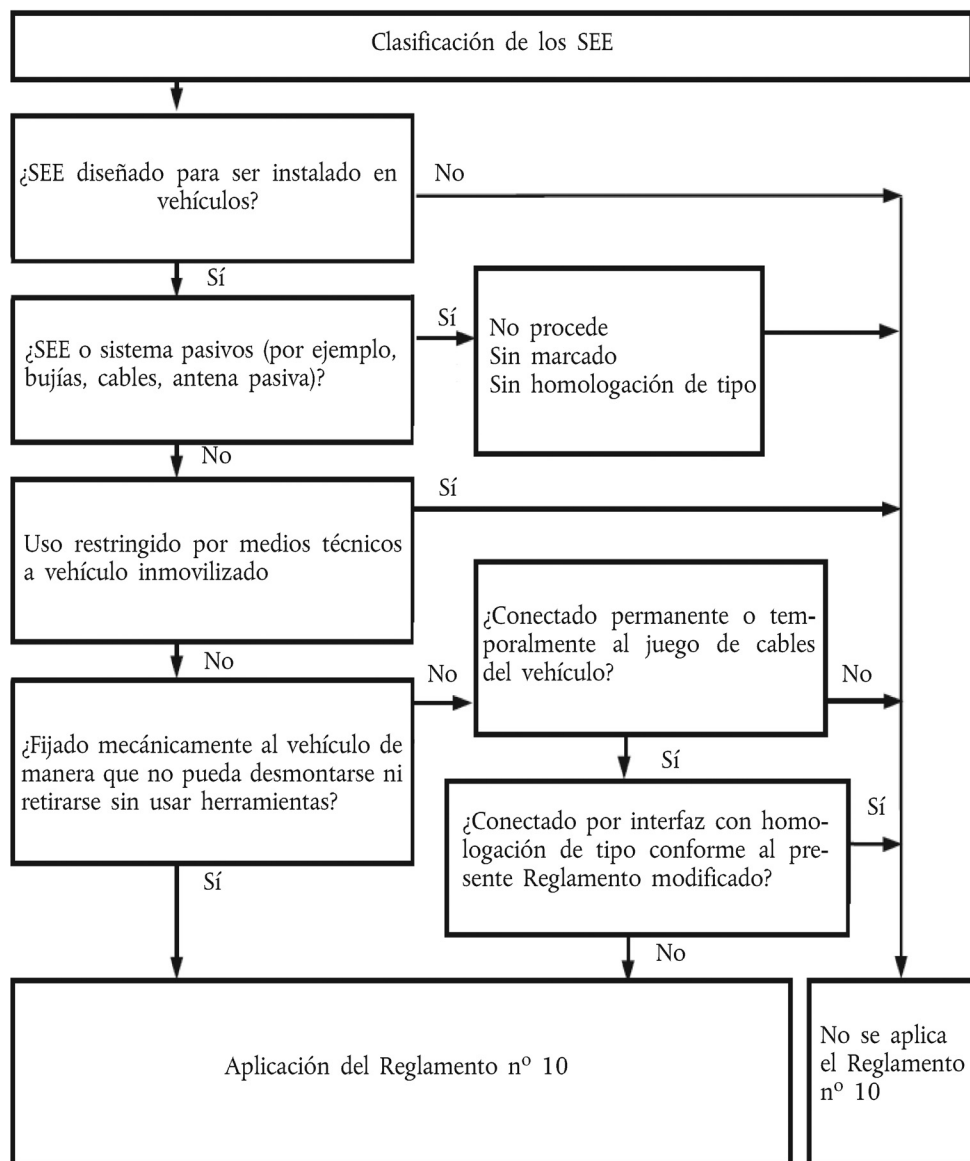 Clasificación de los SEE
¿SEE diseñado para ser instalado en
vehículos?
No
Sí
¿SEE o sistema pasivos (por ejemplo,
bujías, cables, antena pasiva)?
Sí
No procede
Sin marcado
Sin homologación de tipo
No
Uso restringido por medios técnicos
a vehículo inmovilizado
Sí
No
¿Fijado mecánicamente al vehículo de
manera que no pueda desmontarse ni
retirarse sin usar herramientas?
No
¿Conectado permanente o tem-
poralmente al juego de cables
del vehículo?
No
Sí
¿Conectado por interfaz con homo-
logación de tipo conforme al pre-
sente Reglamento modificado?
Sí
Sí
No
Aplicación del Reglamento nº 10
No se aplica
el Reglamento
nº 10